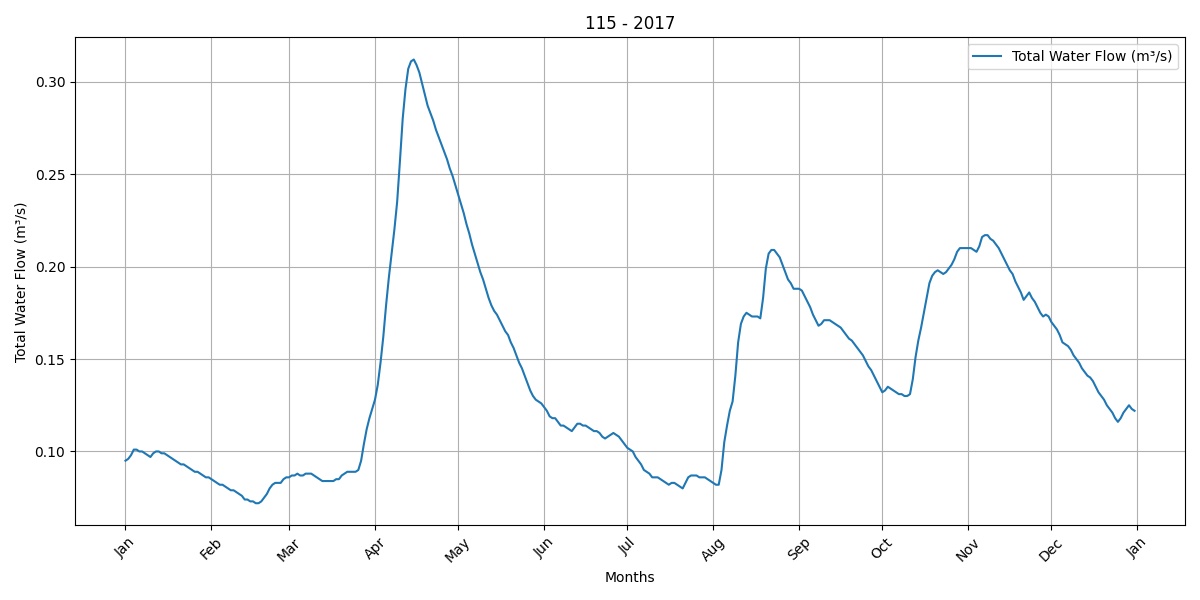 115 - 2017
Total Water Flow (m³/s)
Total Water Flow (m³/s)
0.30
0.25
0.20
0.15
0.10
Jan
Feb
Mar
Apr
May
Jun
Jul
Aug
Sep
Oct
Nov
Dec
Jan
Months